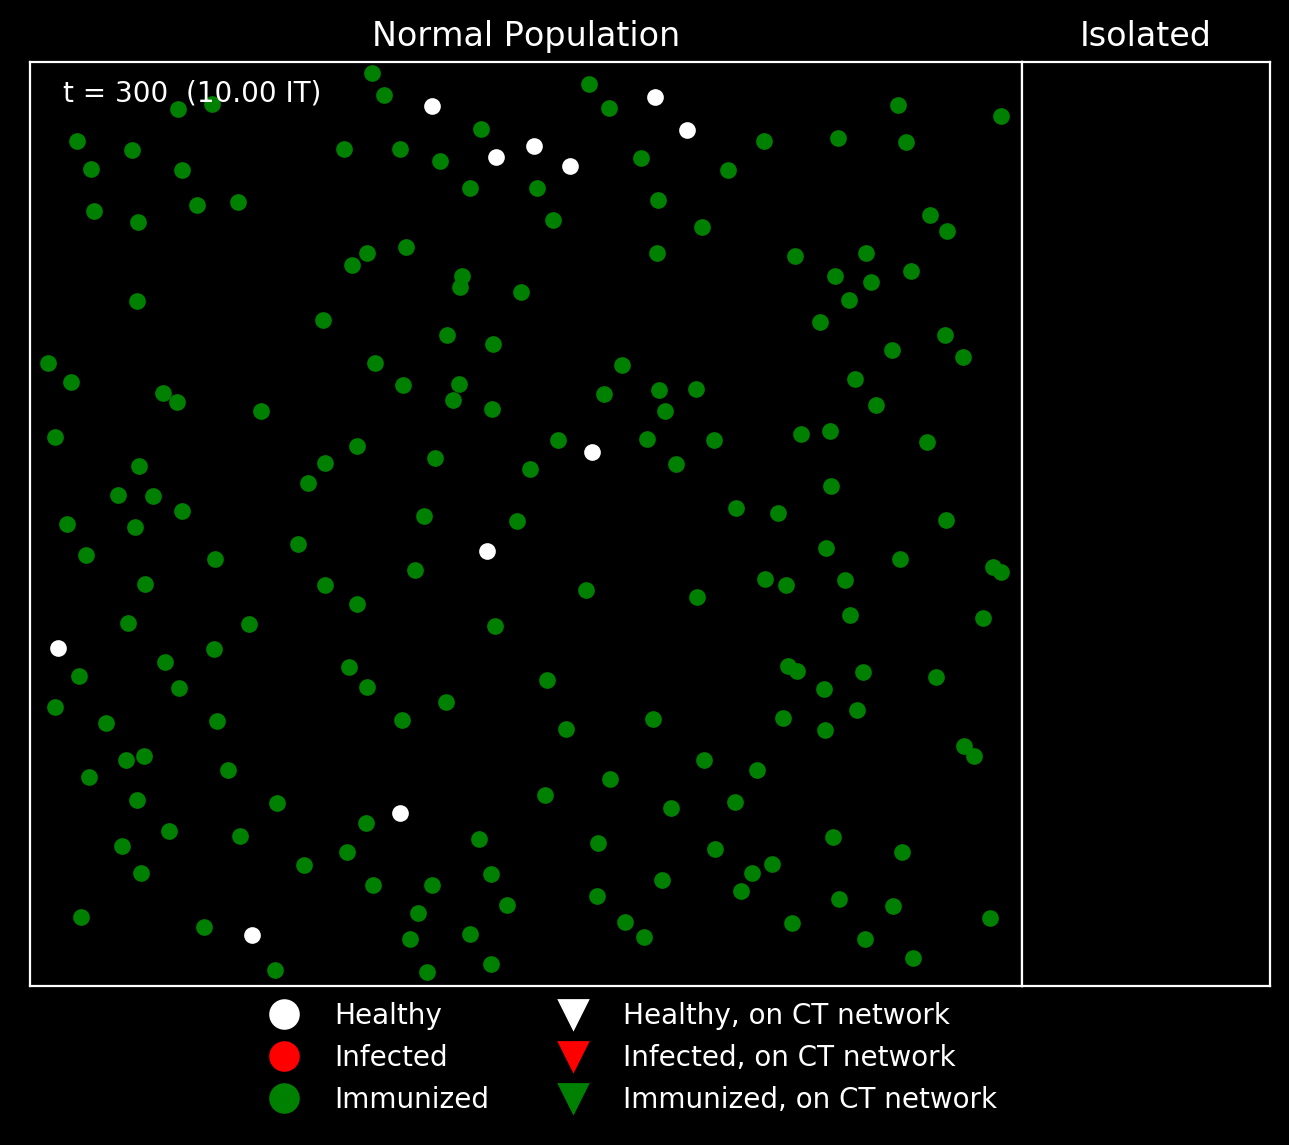 Normal Population
Isolated
t = 300  (10.00 IT)
Healthy
Infected
Immunized
Healthy, on CT network
Infected, on CT network
Immunized, on CT network